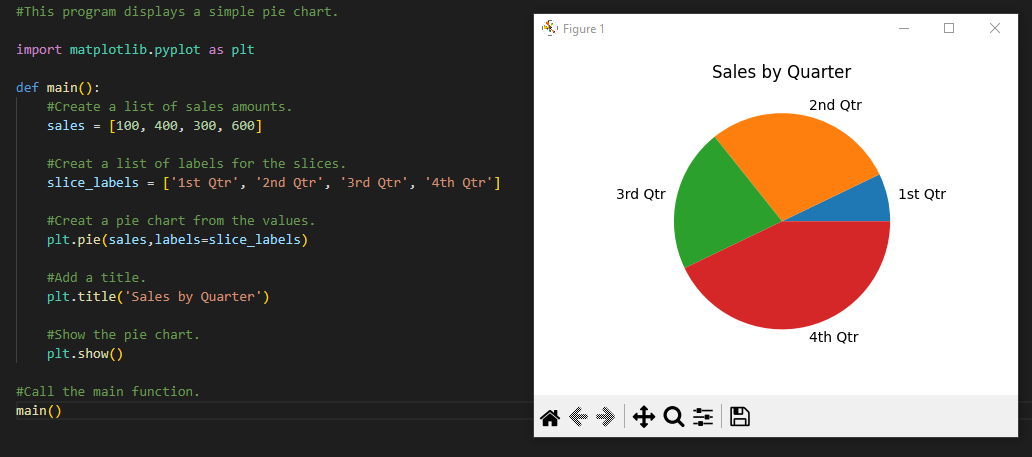 #This program displays a simple pie chart.
import matplotlib.pyplot as plt
def main():
#Create a list of sales amounts.
sales = [100, 400, 300, 600]
#Creat a list of labels for the slices.
slice_labels = ['1st Qtr', '2nd Qtr', '3rd Qtr', '4th Qtr']
#Creat a pie chart from the values.
plt.pie(sales,labels=slice_labels)
#Add a title.
plt.title('Sales by Quarter')
#Show the pie chart.
plt.show()
#Call the main function.
main()
Figure 1
Sales by Quarter
2nd Qtr
3rd Qtr
1st Qtr
4th Qtr